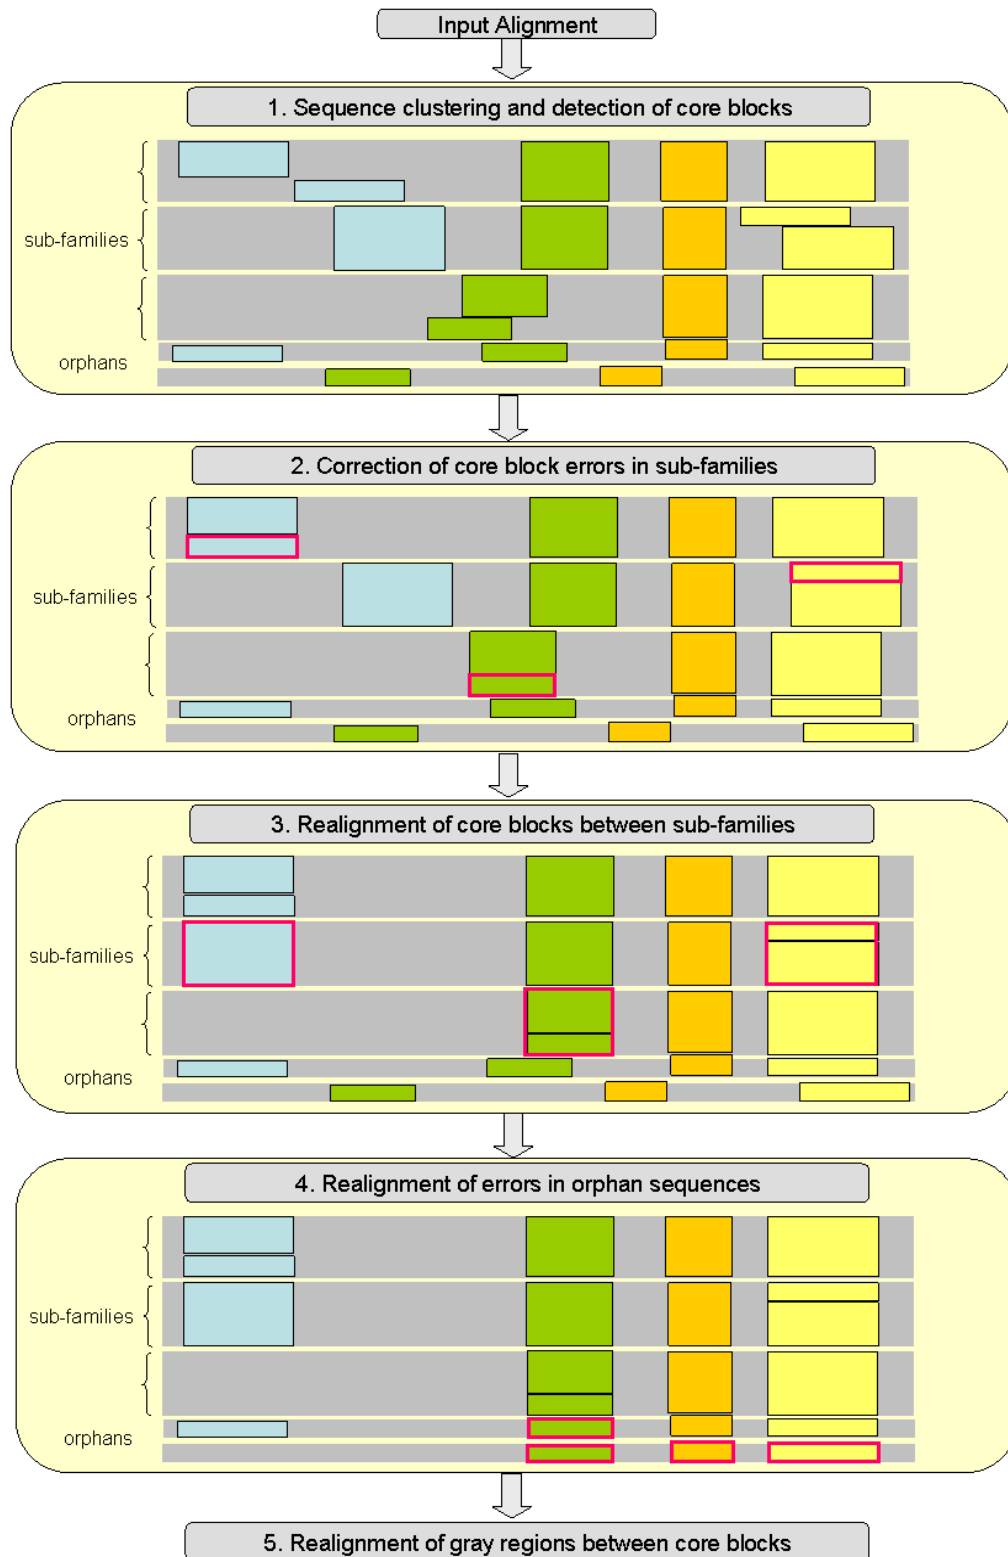 Input Alignment
1. Sequence clustering and detection of core blocks
sub-families
orphans
2. Correction of core block errors in sub-families
sub-families
orphans
3. Realignment of core blocks between sub-families
sub-families
orphans
4. Realignment of errors in orphan sequences
sub-families
orphans
5. Realignment of gray regions between core blocks